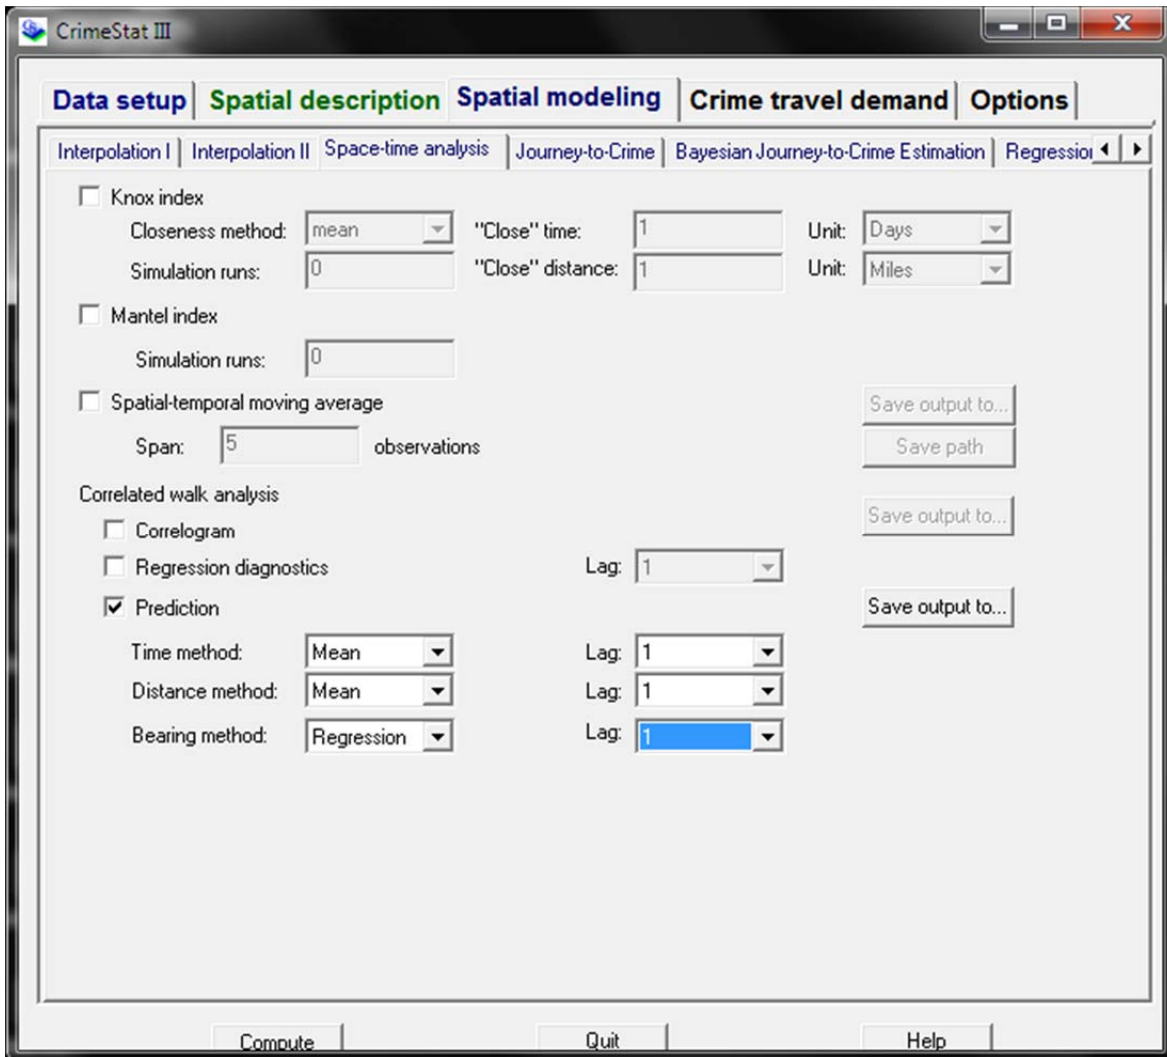 CrimeStat III
Data setup Spatial description Spatial modeling Crime travel demand Options
Interpolation I Interpolation II Space-time analysis Journey-to-Crime Bayesian Journey-to-Crime Estimation
Knox index
Closeness method: mean "Close" time: 1 Unit: Days
Simulation runs: 0 "Close" distance: 1 Unit: Miles
Mantel index
Simulation runs: 0
Spatial-temporal moving average Save output to...
Span: 5 observations Save path
Correlated walk analysis
Save output to...
Correlogram
Regression diagnostics Lag: 1
Prediction Save output to...
Time method: Mean Lag: 1
Distance method: Mean Lag: 1
Bearing method: Regression Lag: 1
Compute Quit Help